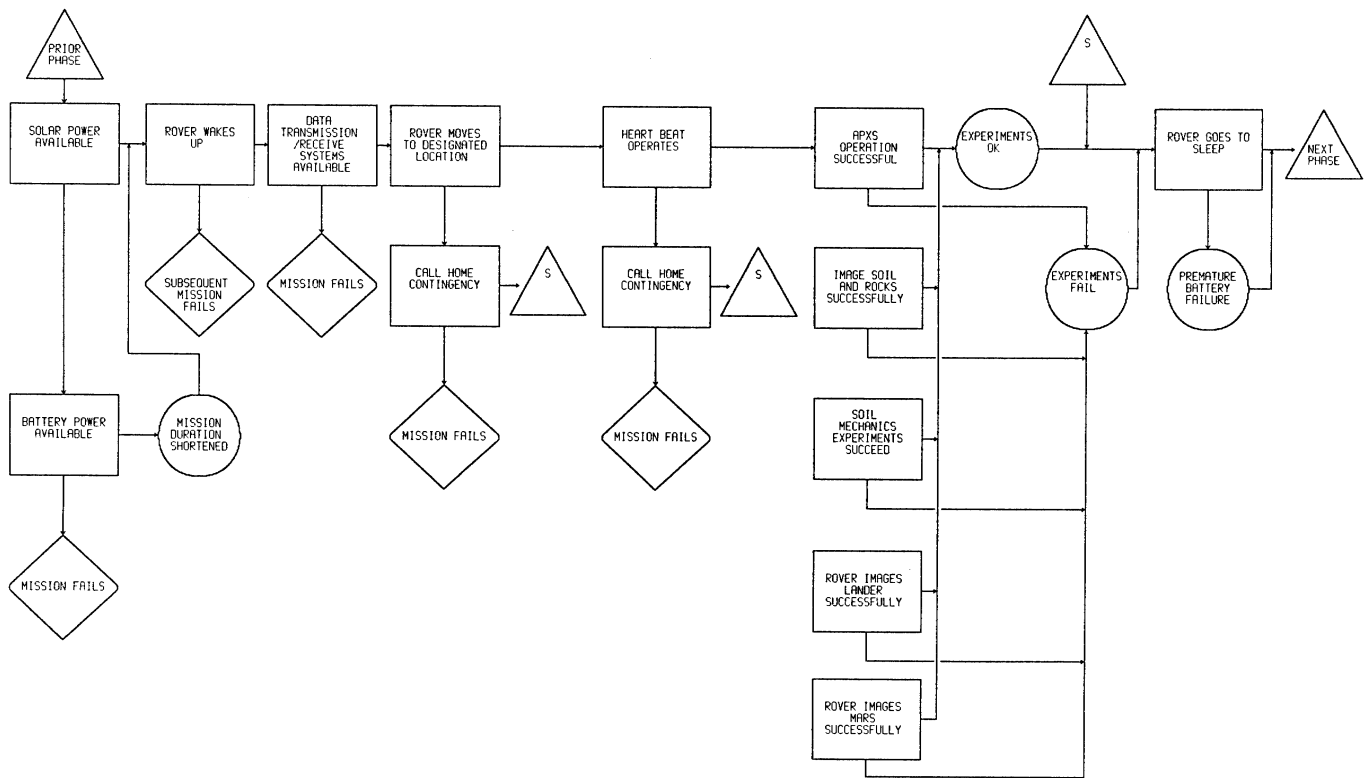 PRIOR
PHASE
SOLAR POWER
AVAILABLE
ROVER WAKES
UP
DATA
TRANSMISSION
/RECEIVE
SYSTEMS
AVAILABLE
ROVER MOVES
TO DESIGNATED
LOCATION
HEART BEAT
OPERATES
APXS
OPERATION
SUCCESSFUL
EXPERIMENTS
OK
S
ROVER GOES TO
SLEEP
NEXT
PHASE
SUBSEQUENT
MISSION
FAILS
MISSION FAILS
CALL HOME
CONTINGENCY
S
CALL HOME
CONTINGENCY
S
IMAGE SOIL
AND ROCKS
SUCCESSFULLY
EXPERIMENTS
FAIL
PREMATURE
BATTERY
FAILURE
BATTERY POWER
AVAILABLE
MISSION
DURATION
SHORTENED
MISSION FAILS
MISSION FAILS
SOIL
MECHANICS
EXPERIMENTS
SUCCEED
MISSION FAILS
ROVER IMAGES
LANDER
SUCCESSFULLY
ROVER IMAGES
MARS
SUCCESSFULLY